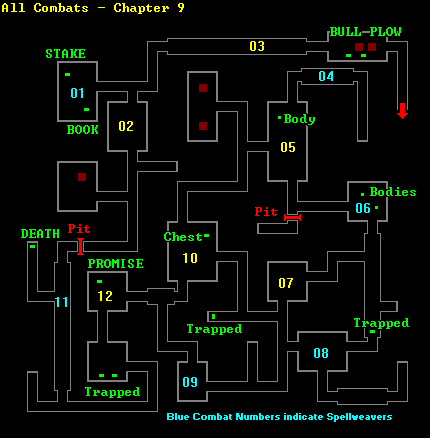 All Combats - Chapter 9
BULL-PLOW
03
STAKE
04
01
BOOK
02
Body
05
Bodies
Pit
06
DEATH
Pit
Chest
10
PROMISE
07
11
12
Trapped
Trapped
08
Trapped
09
Blue Combat Numbers indicate Spellweavers